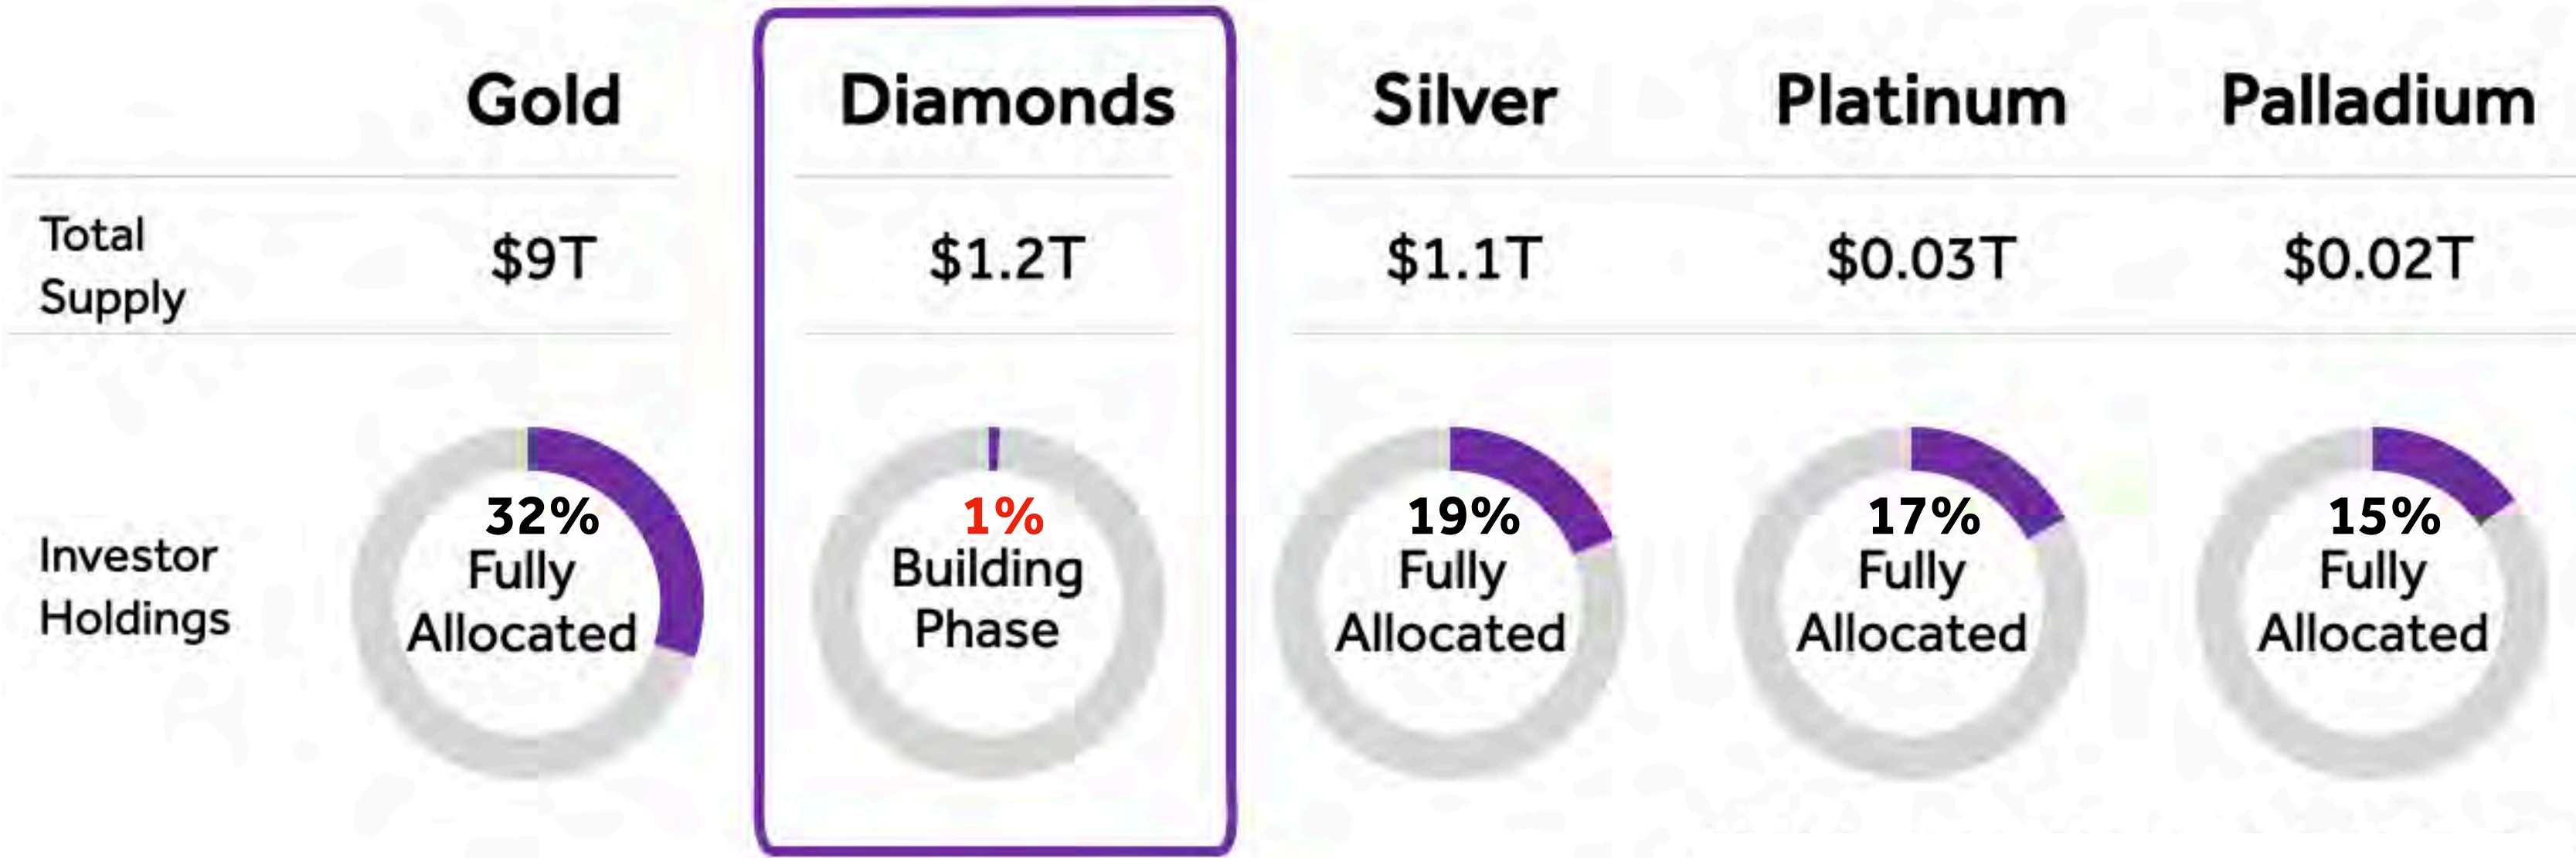 Gold Diamonds Silver Platinum Palladium
Total
Supply
$9T $1.2T $1.1T $0.03T $0.02T
Investor
Holdings
32%
Fully
Allocated
1%
Building
Phase
19%
Fully
Allocated
17%
Fully
Allocated
15%
Fully
Allocated